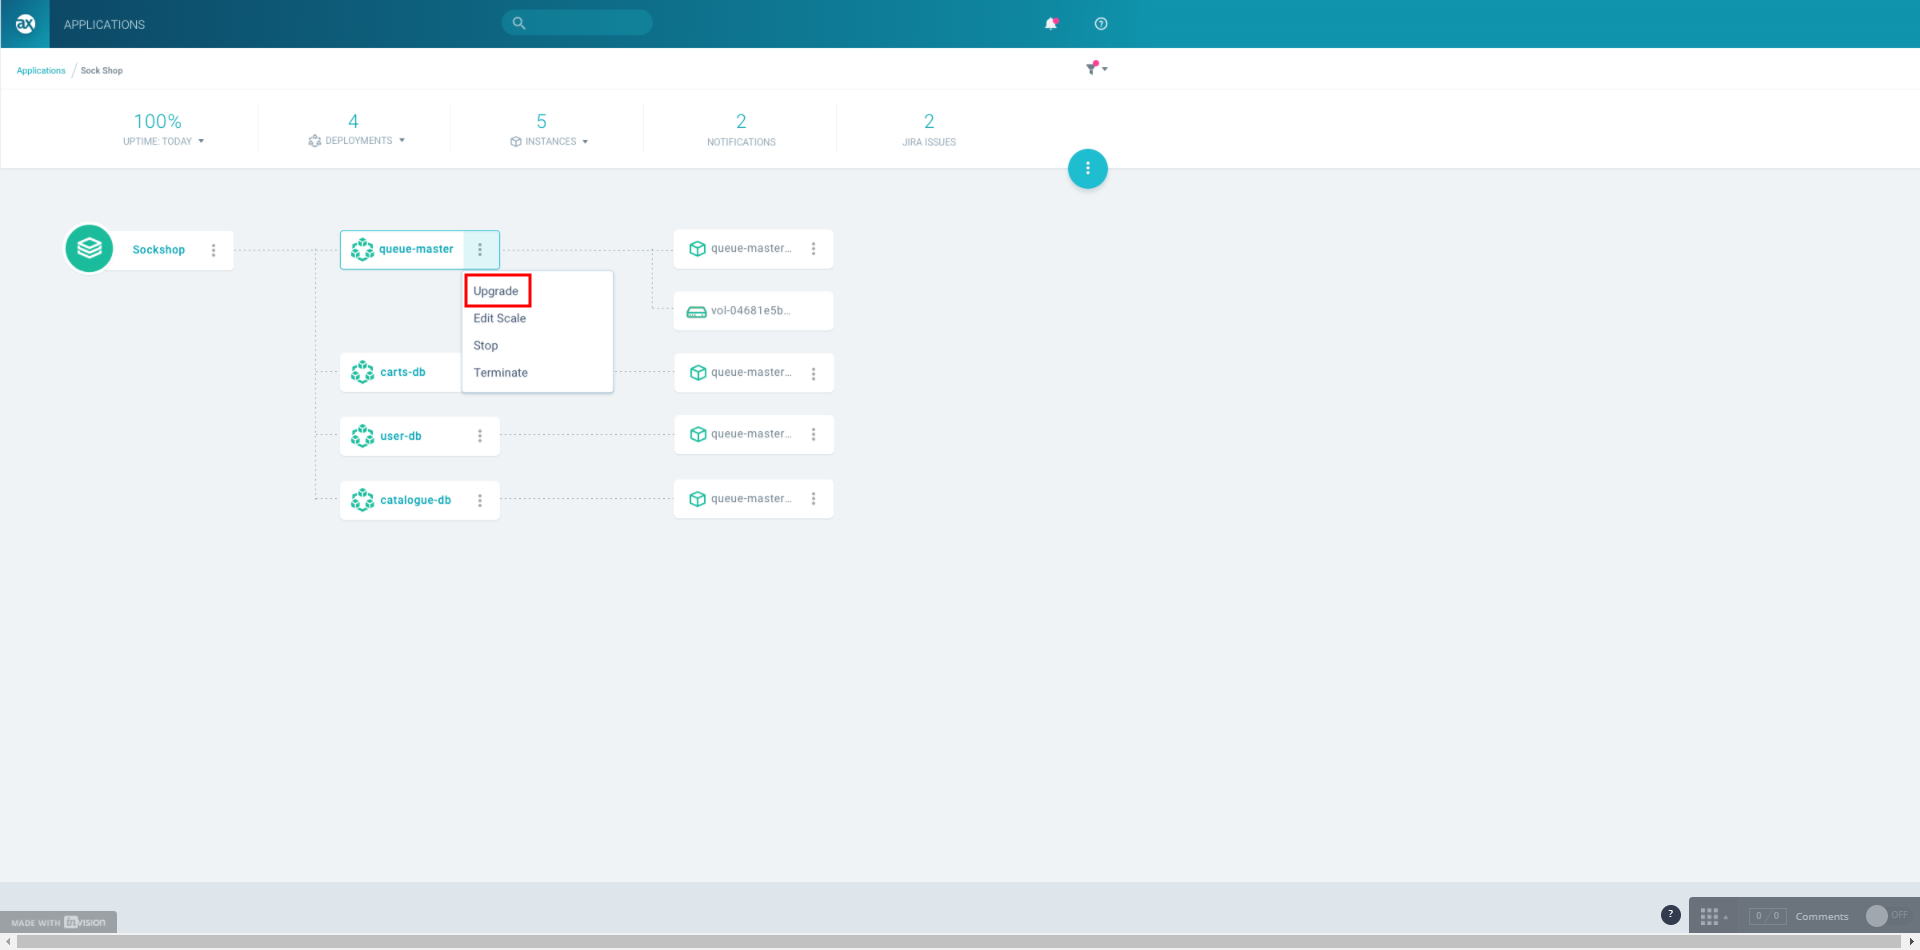 ax APPLICATIONS
Applications / Sock Shop
100% 4 5 2 2
UPTIME: TODAY DEPLOYMENTS INSTANCES NOTIFICATIONS JIRA ISSUES
Sockshop queue-master queue-master...
Upgrade
vol-04681e5b...
Edit Scale
Stop
carts-db Terminate queue-master...
user-db queue-master...
catalogue-db queue-master...
MADE WITH invision
? 0 / 0 Comments OFF